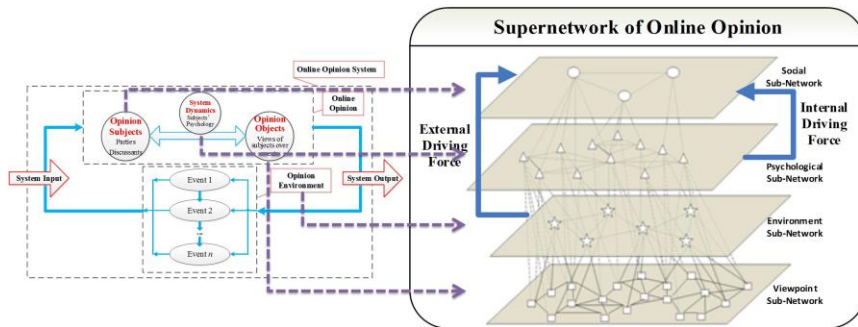 Supernetwork of Online Opinion
Online Opinion System
Online
Opinion
System
Dynamics
Subjects'
Psychology
Opinion
Subjects
Parties
Discussants
Opinion
Objects
Views of
subjects over
System Input
System Output
Opinion
Environment
Event 1
Event 2
...
Event n
External
Driving
Force
Internal
Driving
Force
Social
Sub-Network
Psychological
Sub-Network
Environment
Sub-Network
Viewpoint
Sub-Network